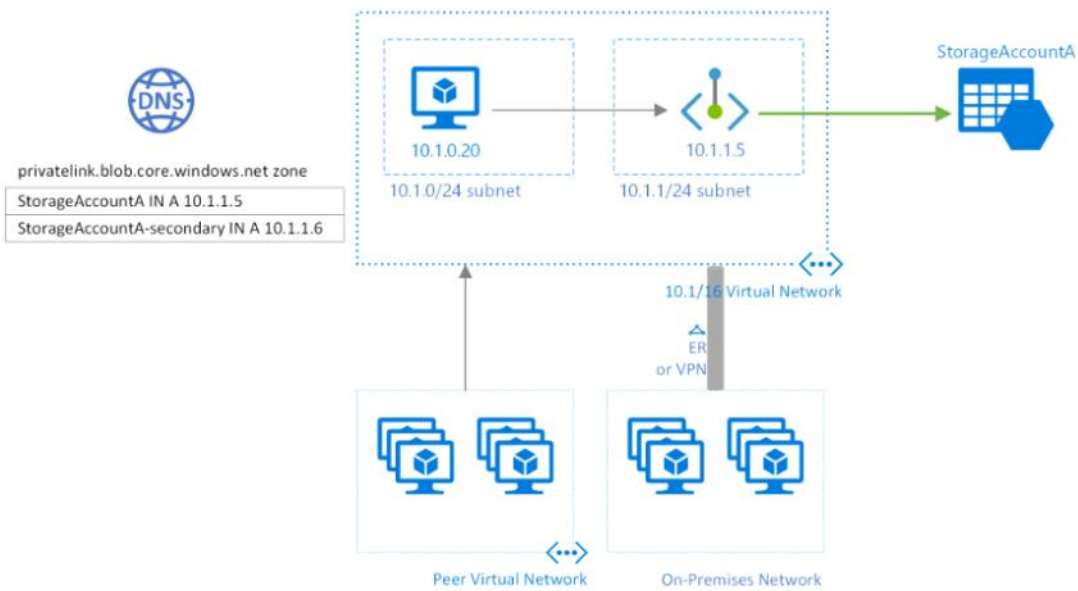 StorageAccountA
DNS
10.1.0.20
10.1.1.5
privatelink.blob.core.windows.net zone
10.1.0/24 subnet
10.1.1/24 subnet
StorageAccountA IN A 10.1.1.5
StorageAccountA-secondary IN A 10.1.1.6
10.1/16 Virtual Network
ER
or VPN
Peer Virtual Network
On-Premises Network